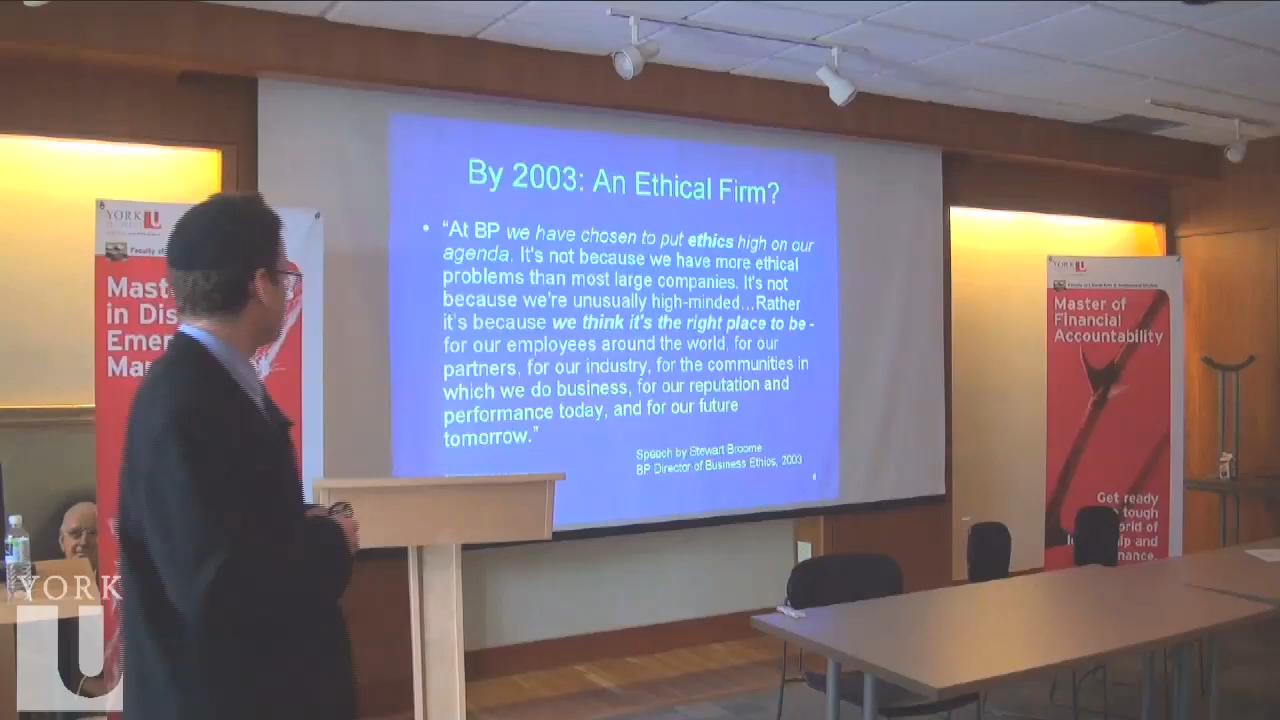 By 2003: An Ethical Firm?
• “At BP we have chosen to put ethics high on our
agenda. It's not because we have more ethical
problems than most large companies. It's not
because we're unusually high-minded…Rather
it's because we think it's the right place to be -
for our employees around the world, for our
partners, for our industry, for the communities in
which we do business, for our reputation and
performance today, and for our future
tomorrow.”
Speech by Stewart Broome
BP Director of Business Ethics, 2003
YORK U
Faculty of
Mast
in Dis
Emer
Ma
YORK U
Master of
Financial
Accountability
Get ready
tough
and
YORK
U